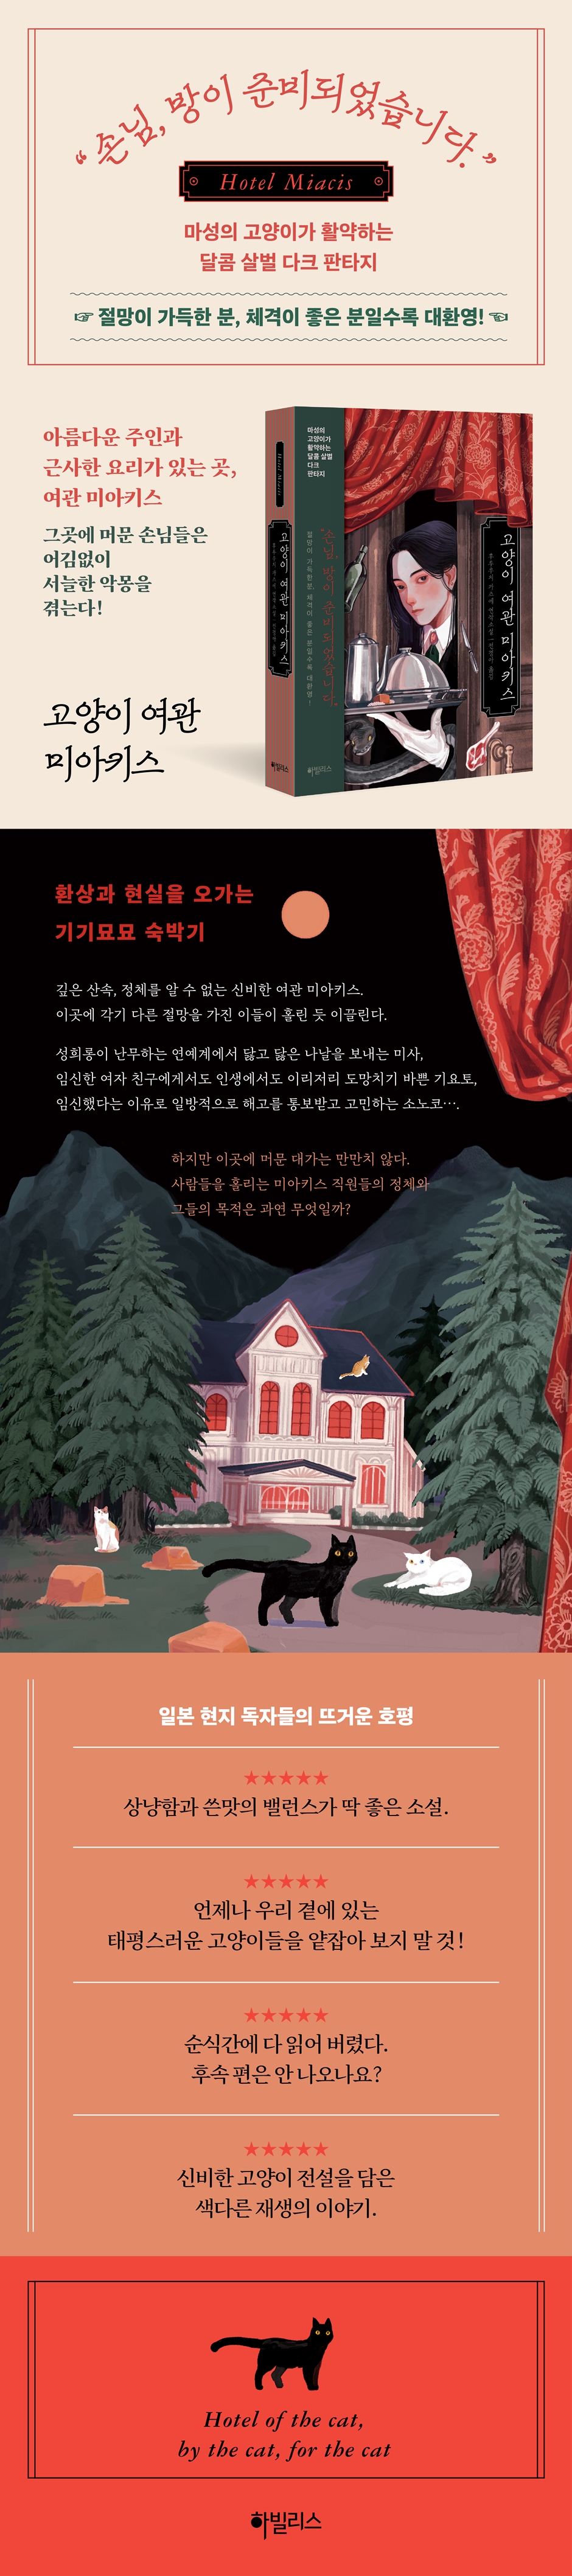 “손님, 방이 준비되었습니다.”
Hotel Miacis
마성의 고양이가 활약하는
달콤 살벌 다크 판타지
☞ 절망이 가득한 분, 체격이 좋은 분일수록 대환영! ☜
아름다운 주인과
근사한 요리가 있는 곳,
여관 미아키스
그곳에 머문 손님들은
어김없이
서늘한 악몽을
겪는다!
고양이 여관
미아키스
Hotel Miacis
고양이 여관 미아키스
하빌리스
마성의
고양이가
활약하는
달콤 살벌
다크
판타지
“손님, 방이 준비되었습니다.”
절망이 가득한 분, 체격이 좋은 분일수록 대환영!
하빌리스
고양이 여관 미아키스
환상과 현실을 오가는
기기묘묘 숙박기
깊은 산속, 정체를 알 수 없는 신비한 여관 미아키스.
이곳에 각기 다른 절망을 가진 이들이 홀린 듯 이끌린다.
성희롱이 난무하는 연예계에서 닳고 닳은 나날을 보내는 미사,
임신한 여자 친구에게서도 인생에서도 이리저리 도망치기 바쁜 기요토,
임신했다는 이유로 일방적으로 해고를 통보받고 고민하는 소노코….
하지만 이곳에 머문 대가는 만만치 않다.
사람들을 홀리는 미아키스 직원들의 정체와
그들의 목적은 과연 무엇일까?
일본 현지 독자들의 뜨거운 호평
★★★★★
상냥함과 쓴맛의 밸런스가 딱 좋은 소설.
★★★★★
언제나 우리 곁에 있는
태평스러운 고양이들을 얕잡아 보지 말 것!
★★★★★
순식간에 다 읽어 버렸다.
후속 편은 안 나오나요?
★★★★★
신비한 고양이 전설을 담은
색다른 재생의 이야기.
Hotel of the cat,
by the cat, for the cat
하빌리스